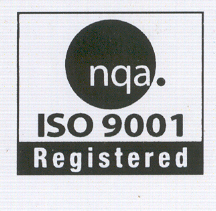 nqa.
ISO 9001
Registered